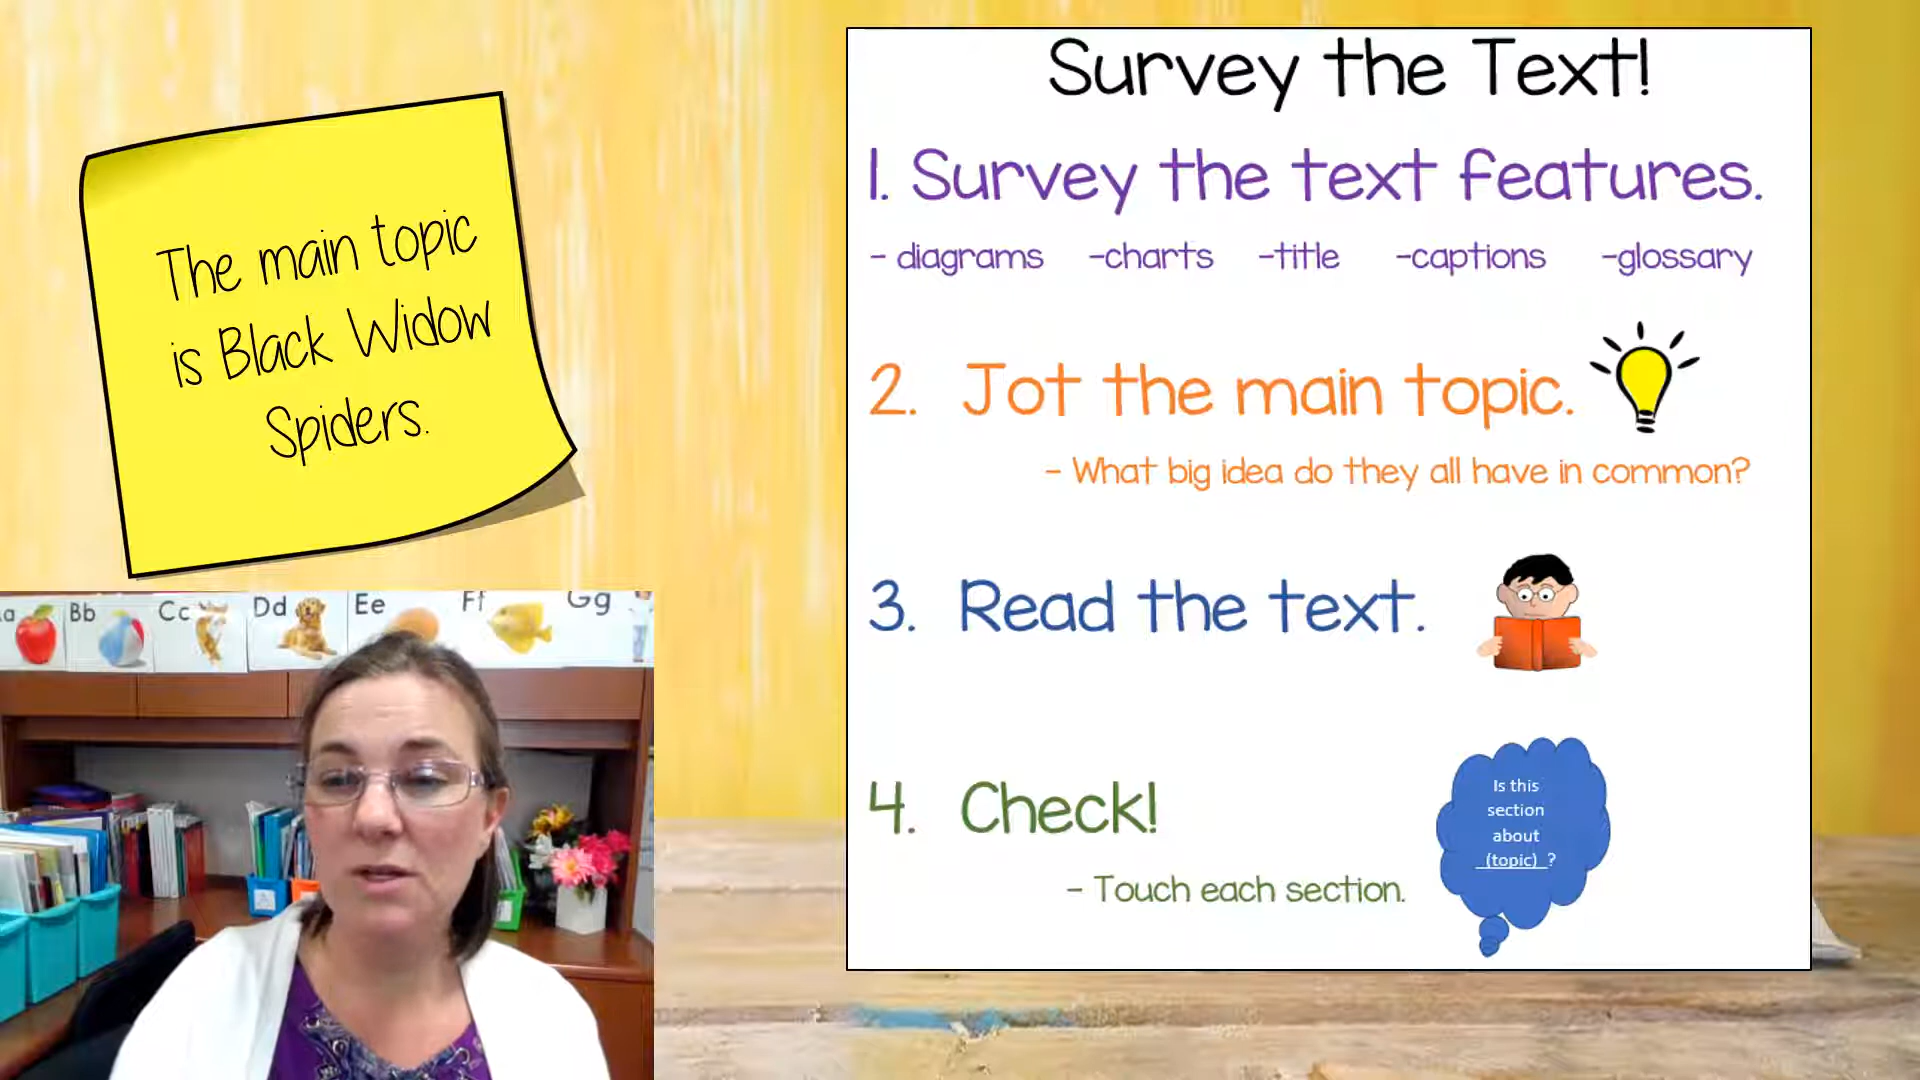 The main topic
is Black Widow
Spiders.
Survey the Text!
1. Survey the text features.
- diagrams -charts -title -captions -glossary
2. Jot the main topic.
- What big idea do they all have in common?
3. Read the text.
4. Check!
- Touch each section.
Is this
section
about
(topic) ?
a Bb Cc Dd Ee Ff Gg